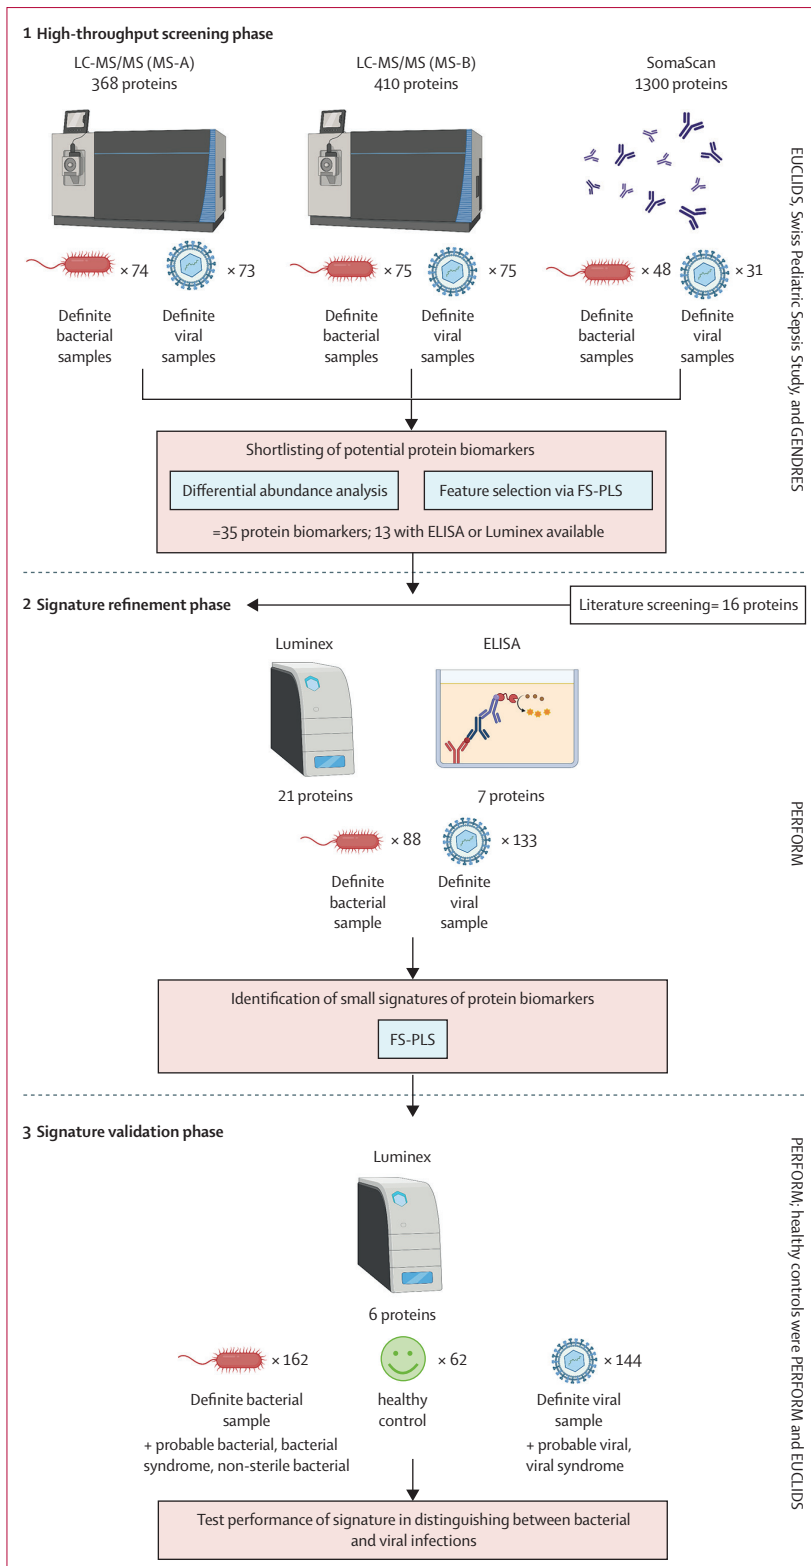 1 High-throughput screening phase
LC-MS/MS (MS-A)
368 proteins
LC-MS/MS (MS-B)
410 proteins
SomaScan
1300 proteins
× 74
× 73
× 75
× 75
× 48
× 31
Definite
bacterial
samples
Definite
viral
samples
Definite
bacterial
samples
Definite
viral
samples
Definite
bacterial
samples
Definite
viral
samples
EUCLIDS, Swiss Pediatric Sepsis Study, and GENDRES
Shortlisting of potential protein biomarkers
Differential abundance analysis
Feature selection via FS-PLS
=35 protein biomarkers; 13 with ELISA or Luminex available
2 Signature refinement phase
Literature screening= 16 proteins
Luminex
ELISA
21 proteins
7 proteins
× 88
× 133
Definite
bacterial
sample
Definite
viral
sample
PERFORM
Identification of small signatures of protein biomarkers
FS-PLS
3 Signature validation phase
Luminex
6 proteins
× 162
× 62
× 144
Definite bacterial
sample
+ probable bacterial, bacterial
syndrome, non-sterile bacterial
healthy
control
Definite viral
sample
+ probable viral,
viral syndrome
PERFORM; healthy controls were PERFORM and EUCLIDS
Test performance of signature in distinguishing between bacterial
and viral infections